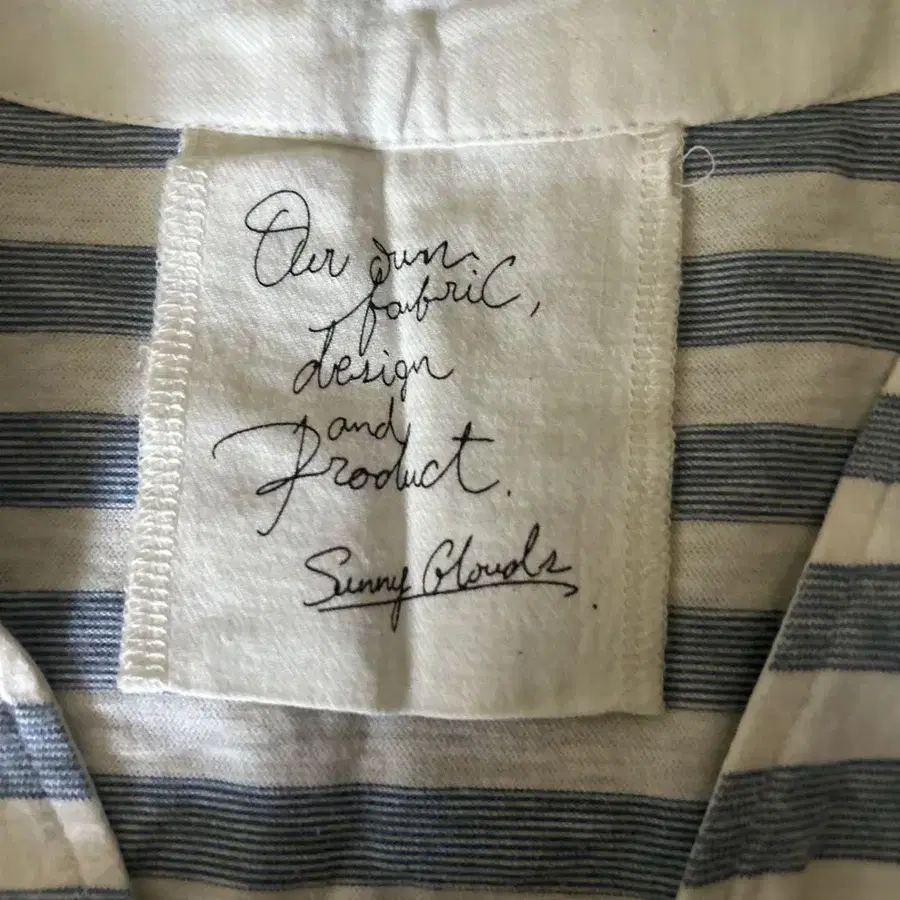 Our own
fabric,
design
and
Product.
Sunny Clouds.